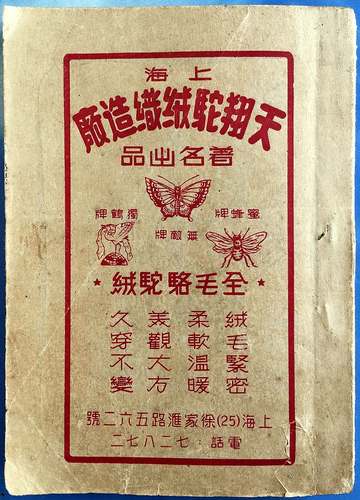 上海
天翔駝絨織造廠
著名出品
蜜蜂牌
無敵牌
獨鶴牌
全毛駱駝絨
絨毛緊密
柔軟溫暖
美觀大方
久穿不變
上海(25)徐家滙路五六二號
電話：七二八七二